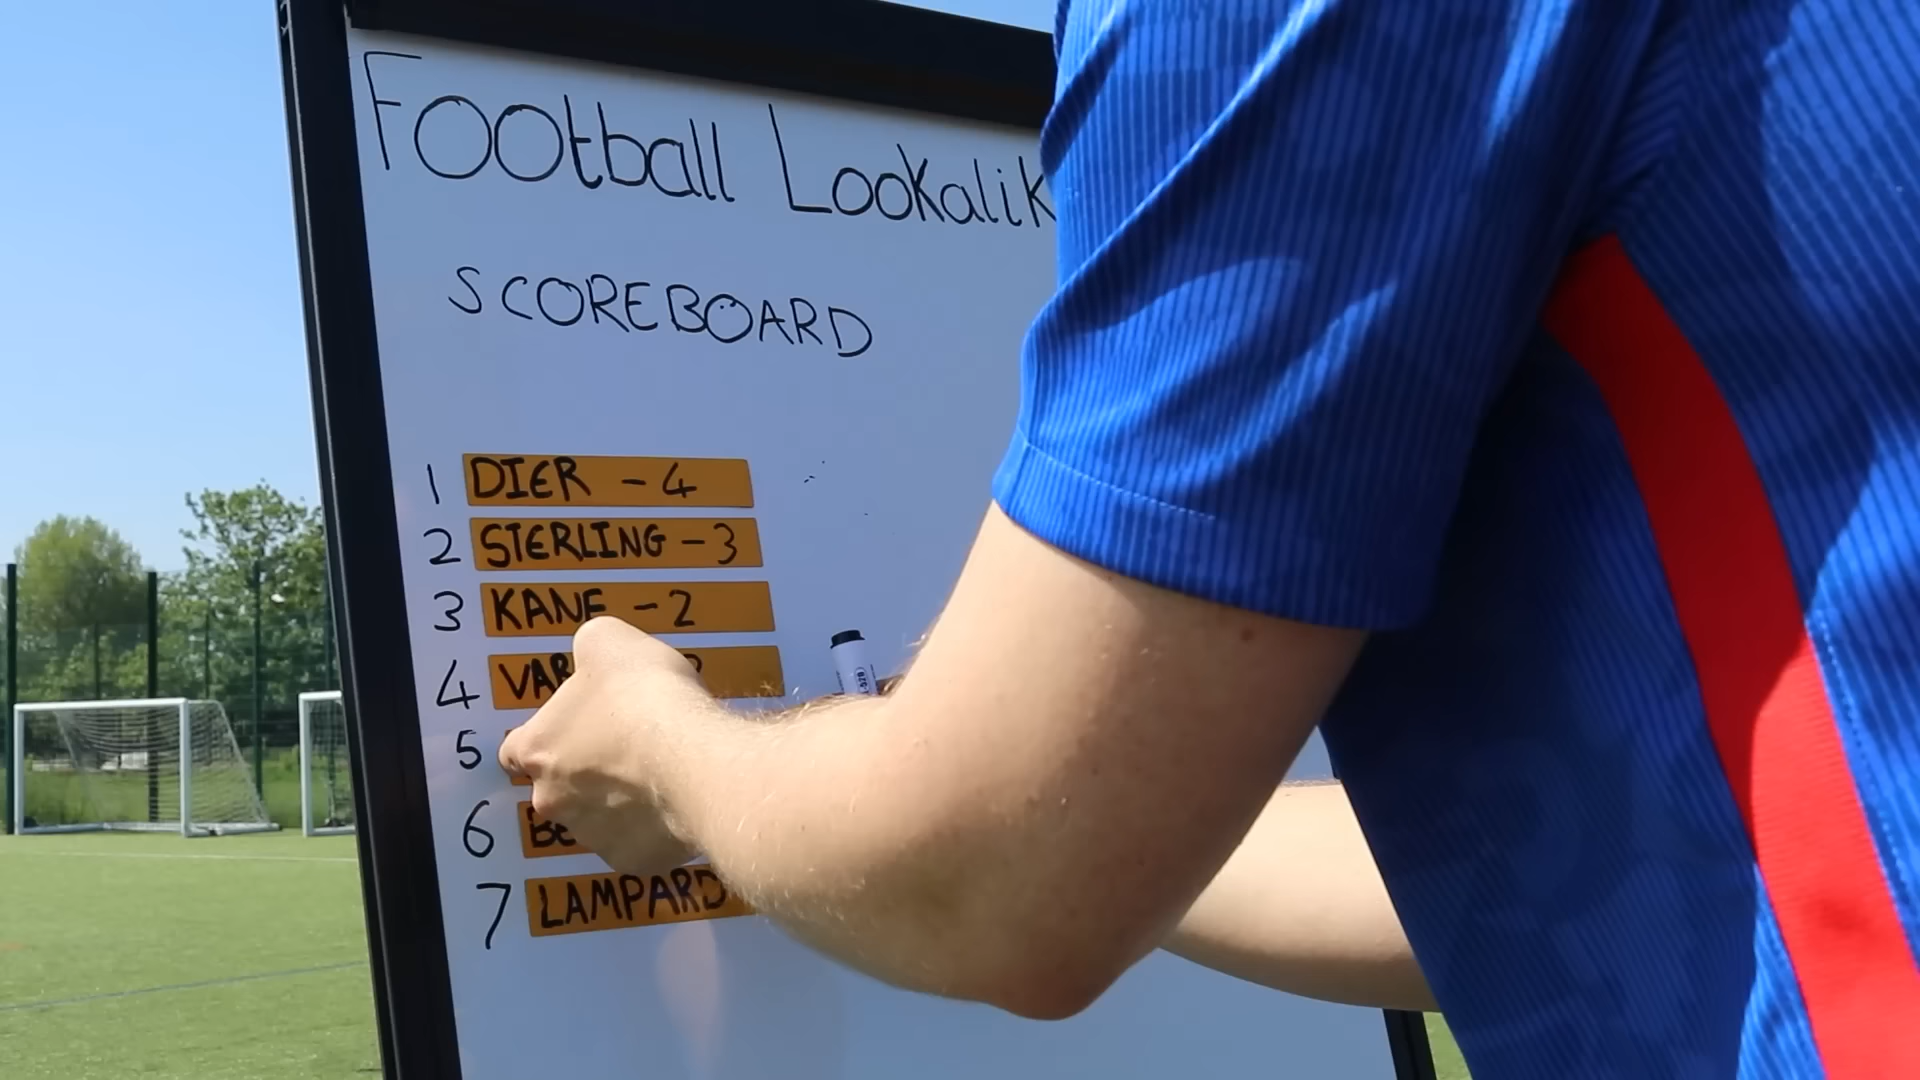 Football Lookalik
SCOREBOARD
1 DIER - 4
2 STERLING - 3
3 KANE - 2
4
5
6
7 LAMPARD